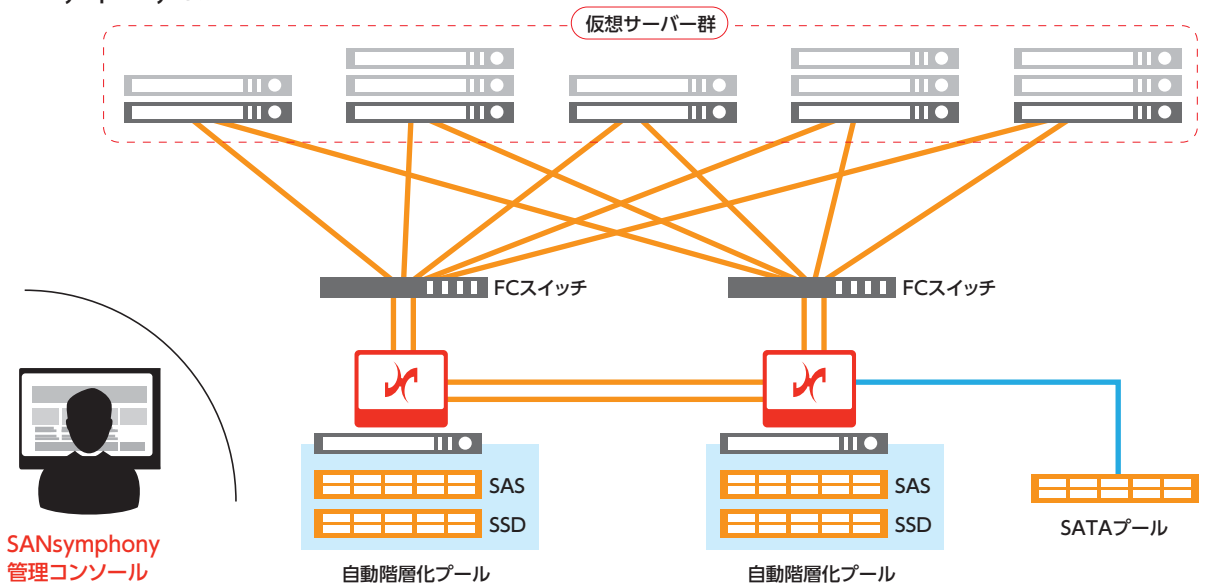 仮想サーバー群
FCスイッチ
FCスイッチ
SAS
SSD
自動階層化プール
SAS
SSD
自動階層化プール
SATAプール
SANsymphony
管理コンソール